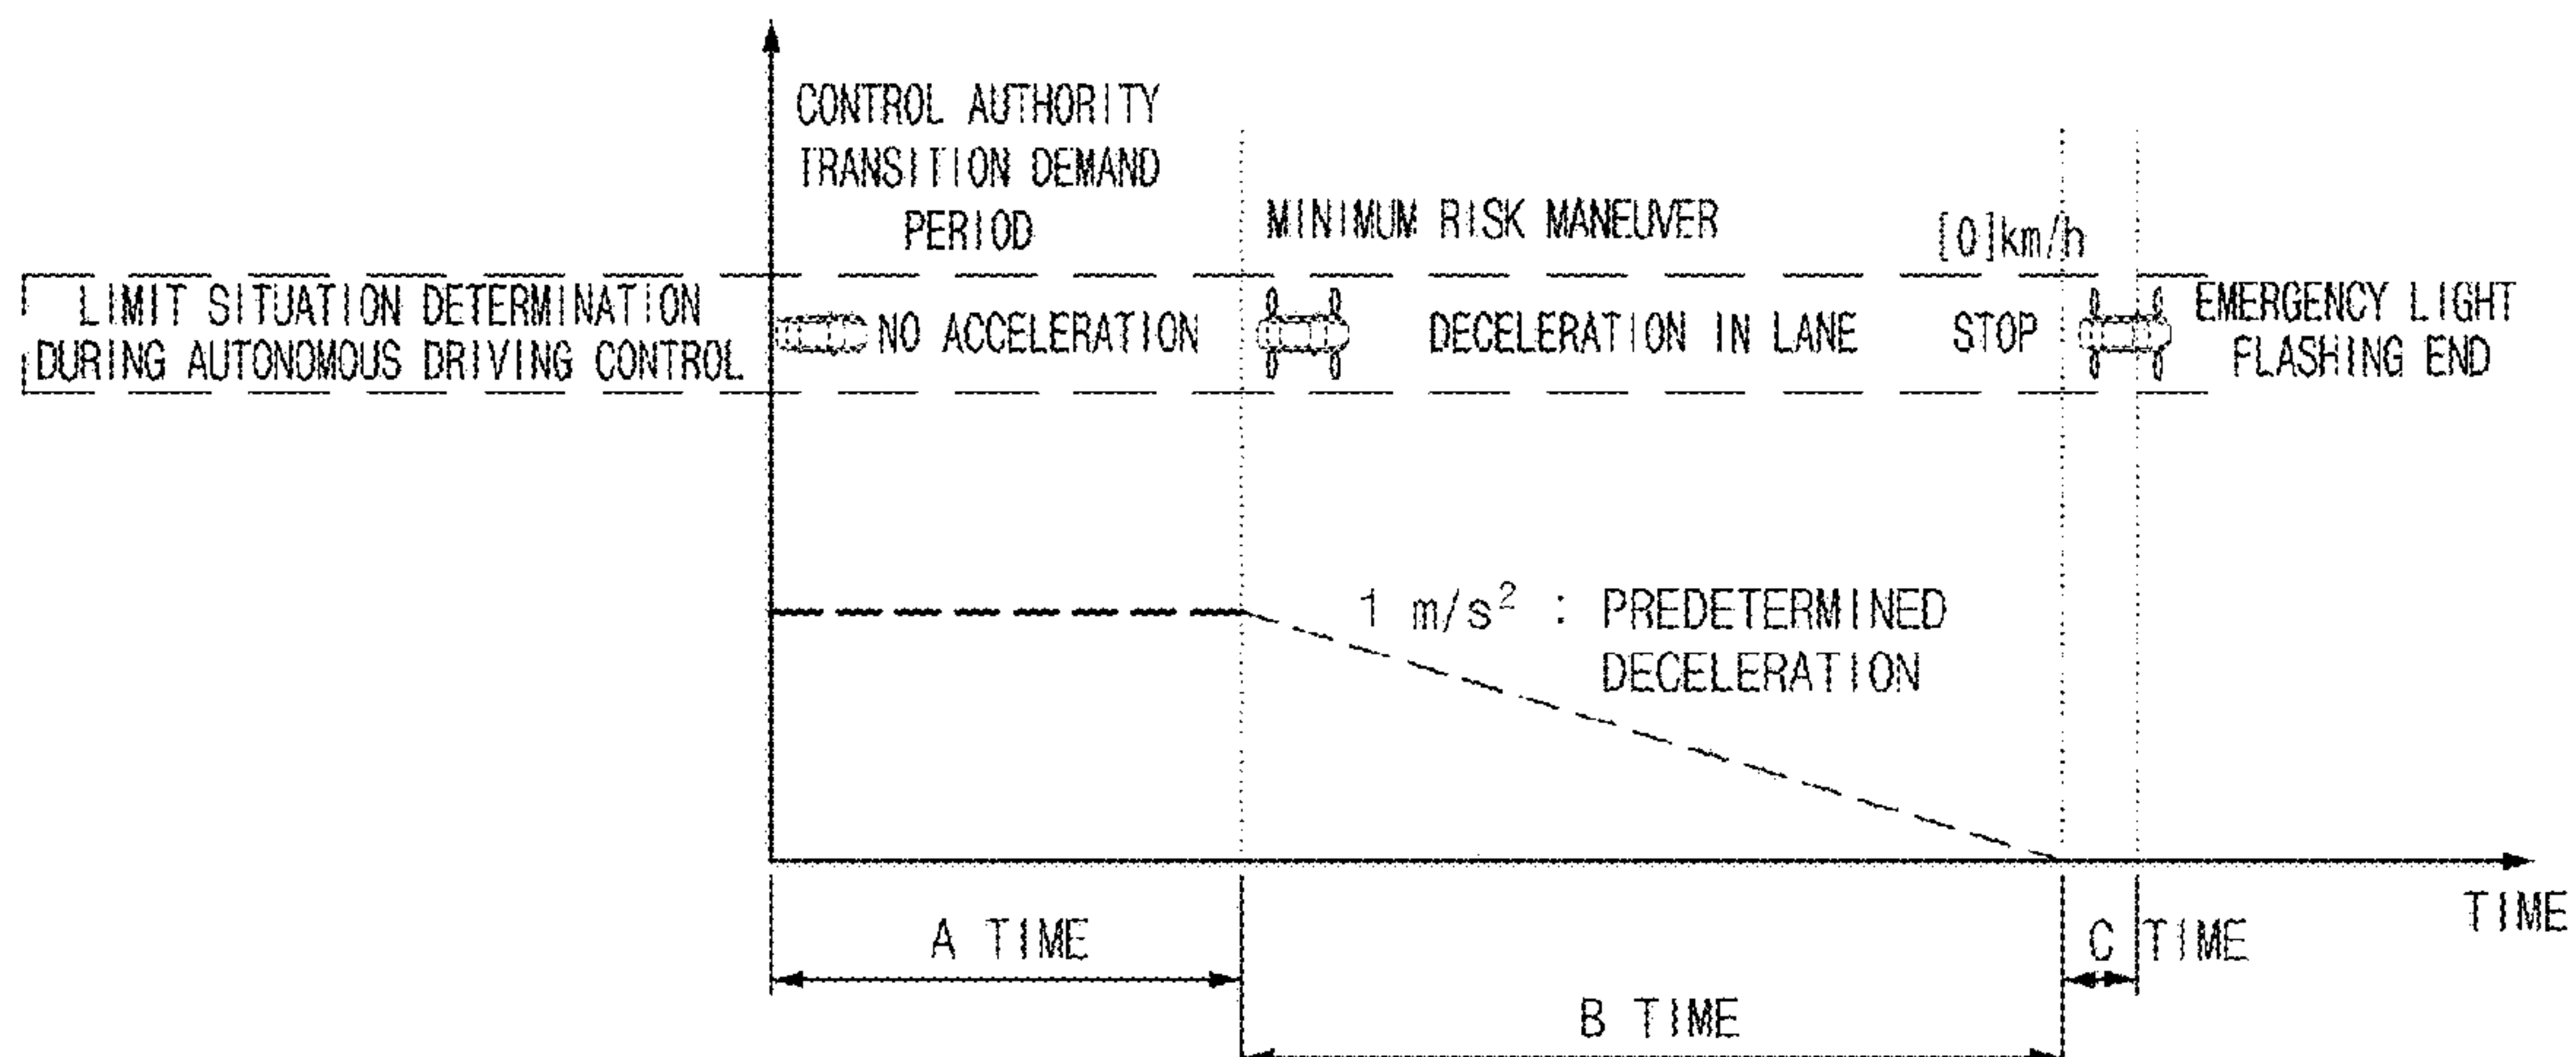 CONTROL AUTHORITY
TRANSITION DEMAND
PERIOD
MINIMUM RISK MANEUVER
[0]km/h
LIMIT SITUATION DETERMINATION
DURING AUTONOMOUS DRIVING CONTROL
NO ACCELERATION
DECELERATION IN LANE
STOP
EMERGENCY LIGHT
FLASHING END
1 m/s² : PREDETERMINED
DECELERATION
TIME
A TIME
C TIME
B TIME